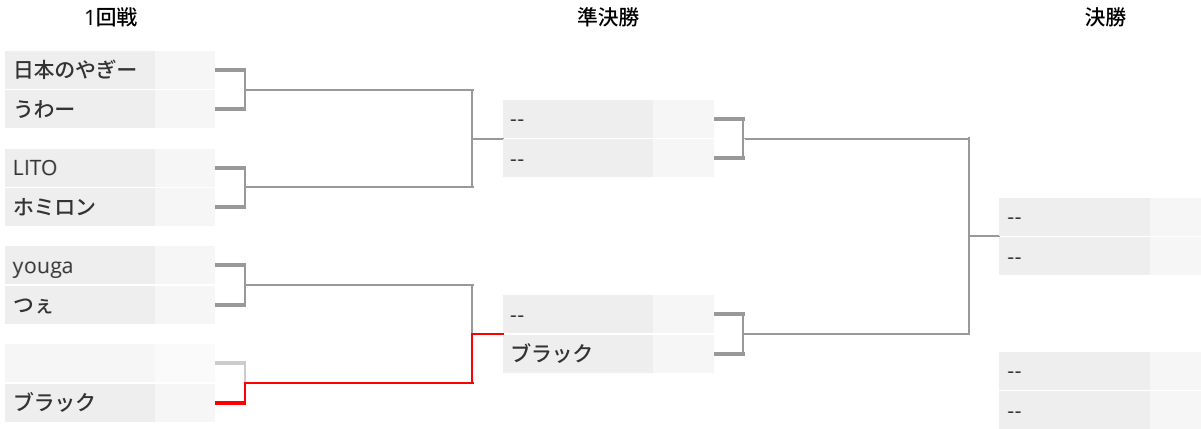 1回戦
準決勝
決勝
日本のやぎー
うわー
LITO
ホミロン
youga
つぇ
ブラック
--
--
--
ブラック
--
--
--
--